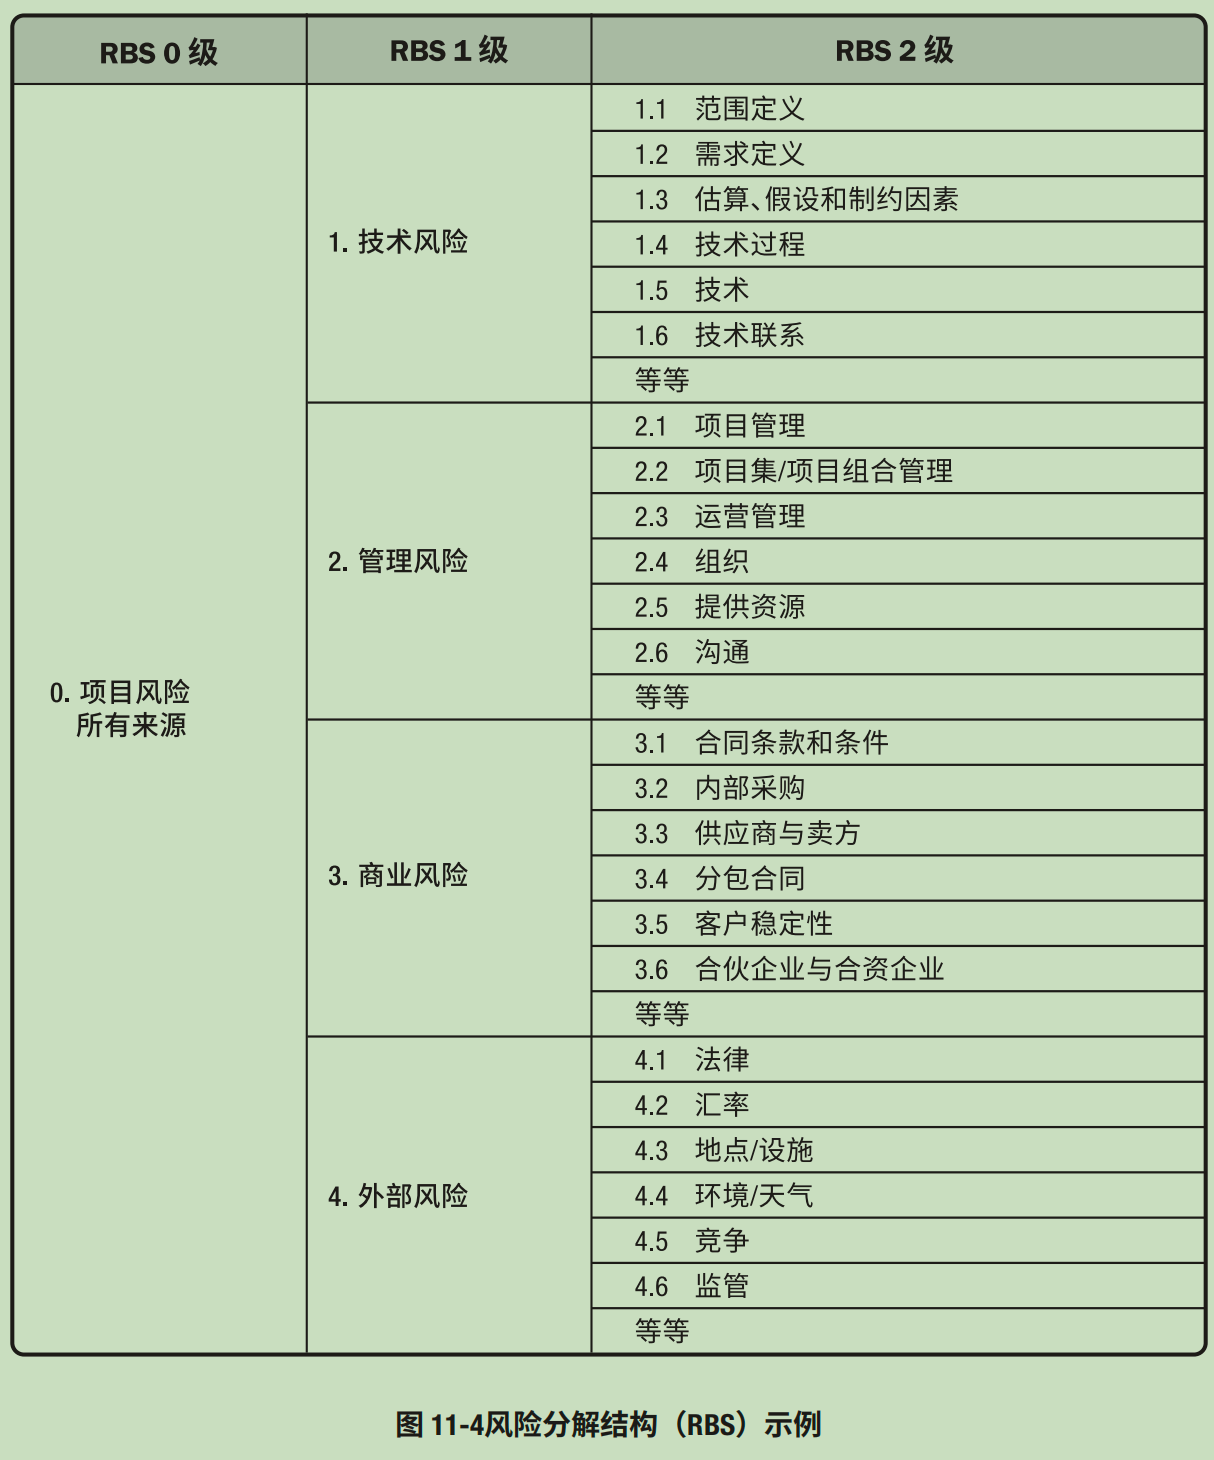 RBS 0 级
RBS 1 级
RBS 2 级
0. 项目风险
所有来源
1. 技术风险
1.1 范围定义
1.2 需求定义
1.3 估算、假设和制约因素
1.4 技术过程
1.5 技术
1.6 技术联系
等等
2. 管理风险
2.1 项目管理
2.2 项目集/项目组合管理
2.3 运营管理
2.4 组织
2.5 提供资源
2.6 沟通
等等
3. 商业风险
3.1 合同条款和条件
3.2 内部采购
3.3 供应商与卖方
3.4 分包合同
3.5 客户稳定性
3.6 合伙企业与合资企业
等等
4. 外部风险
4.1 法律
4.2 汇率
4.3 地点/设施
4.4 环境/天气
4.5 竞争
4.6 监管
等等
图 11-4风险分解结构（RBS）示例